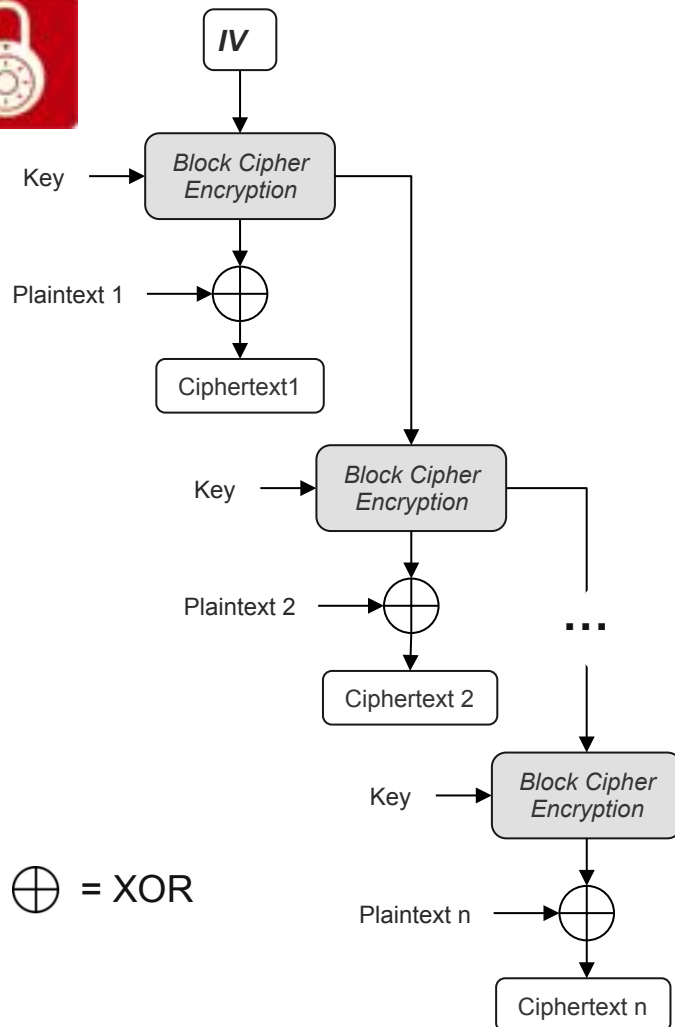 IV
Block Cipher
Encryption
Key
Plaintext 1
Ciphertext1
Block Cipher
Encryption
Key
Plaintext 2
...
Ciphertext 2
Block Cipher
Encryption
Key
= XOR
Plaintext n
Ciphertext n